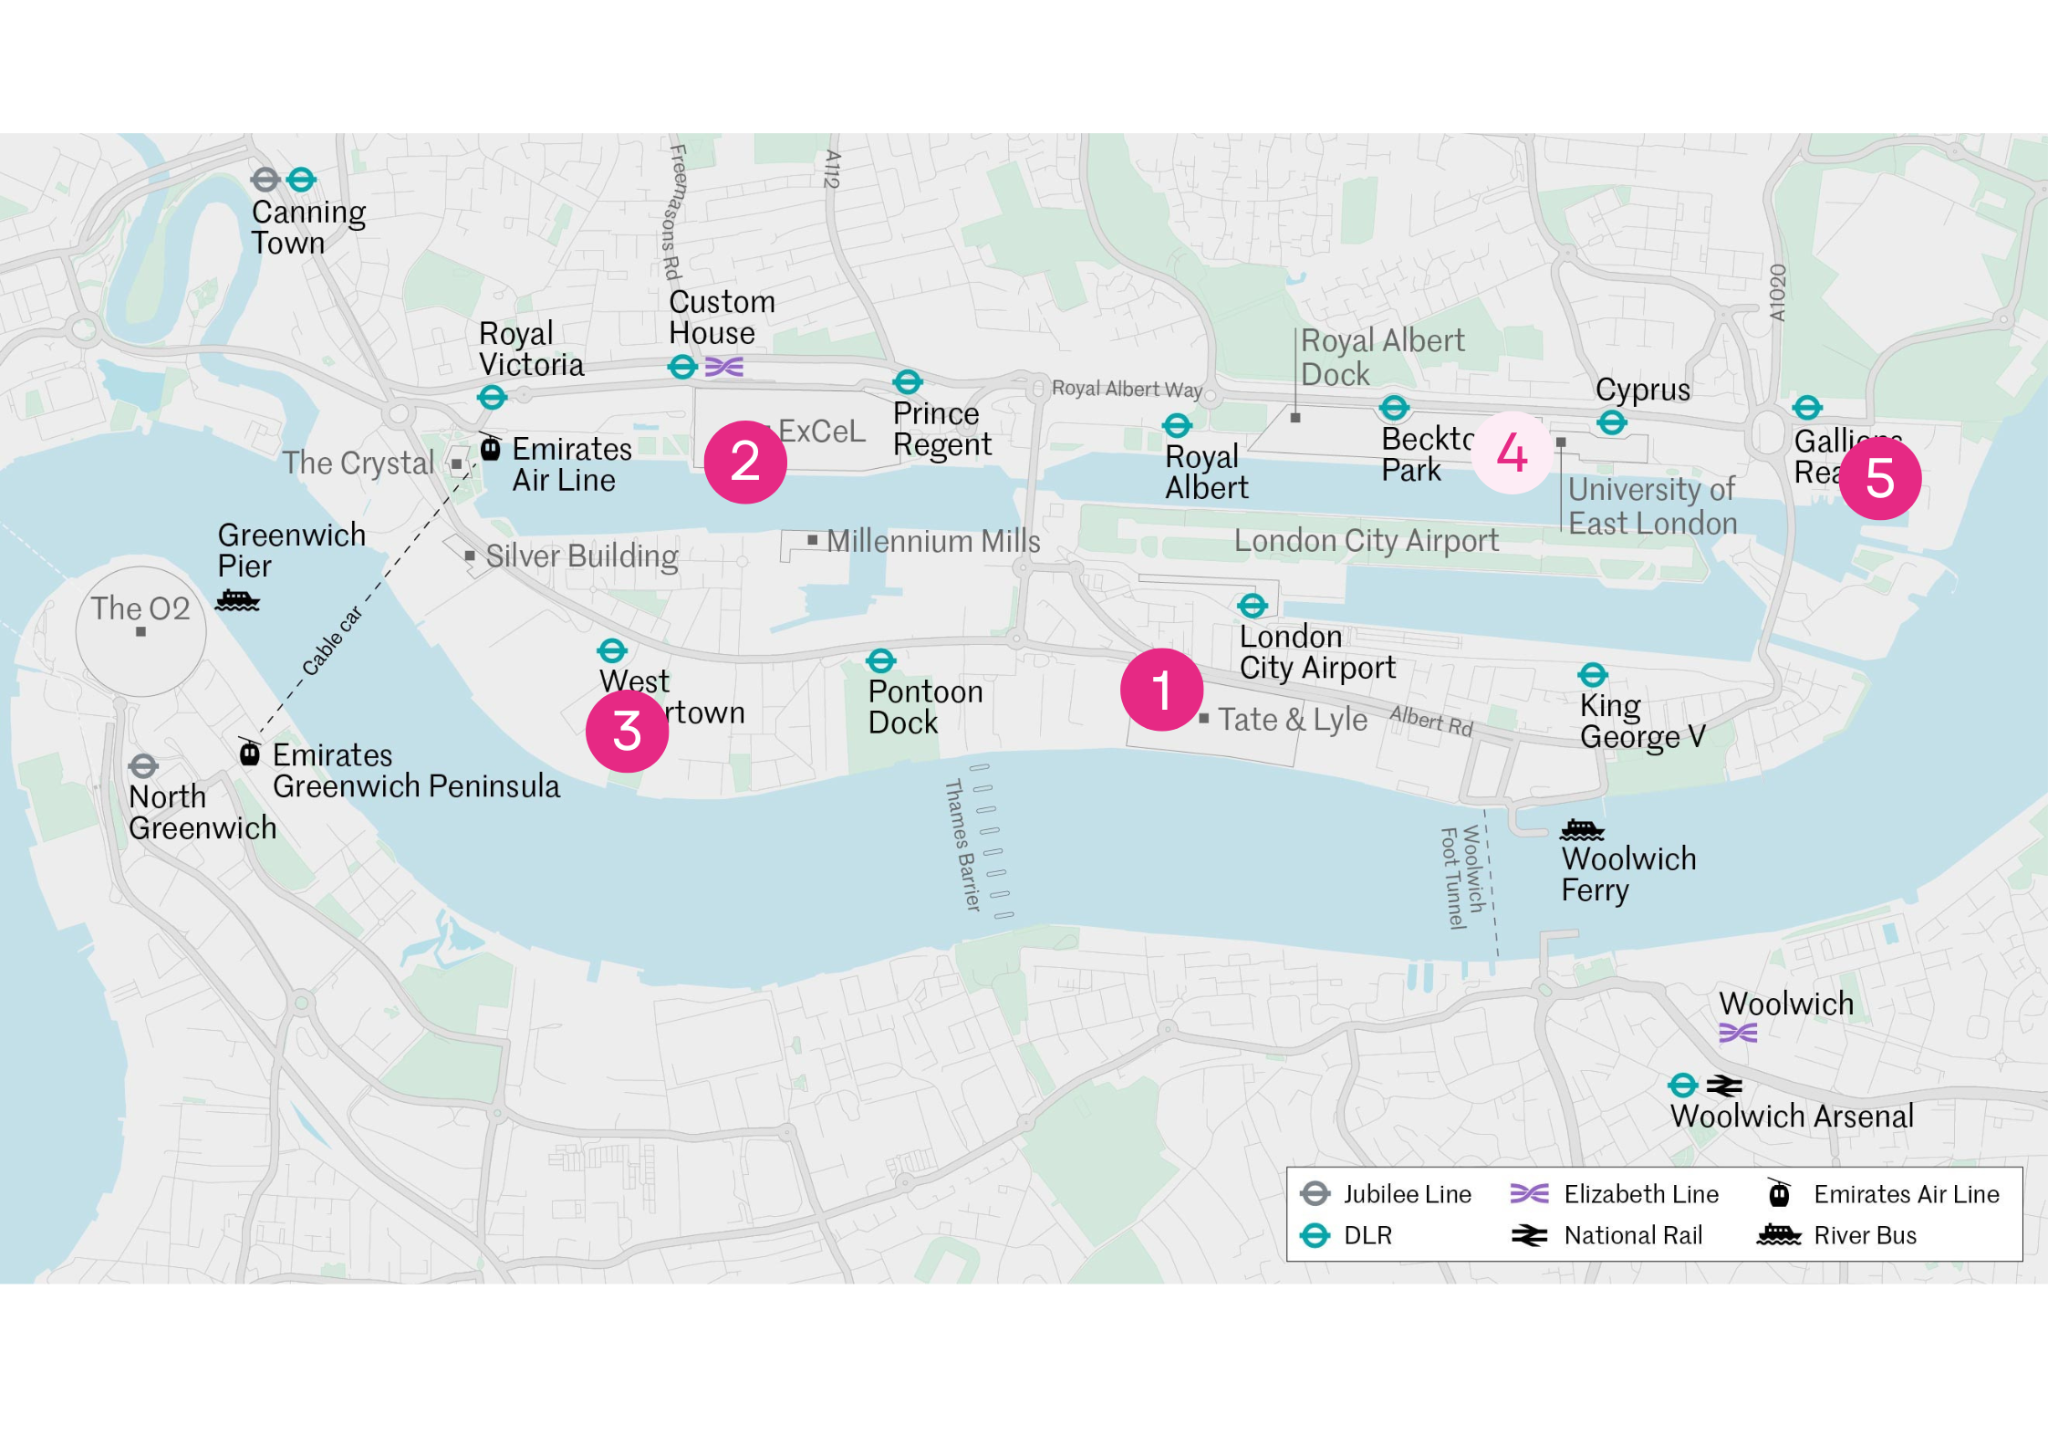 Canning
Town
Freemasons Rd
A112
A1020
Custom
House
Royal
Victoria
Prince
Regent
Royal Albert Way
Royal Albert
Dock
Cyprus
ExCeL
2
The Crystal
Emirates
Air Line
Royal
Albert
Park
4
5
University of
East London
Greenwich
Pier
Silver Building
Millennium Mills
London City Airport
The O2
Cable car
London
City Airport
West
3
Pontoon
Dock
1
Tate & Lyle
Albert Rd
King
George V
Emirates
Greenwich Peninsula
North
Greenwich
Thames Barrier
Woolwich
Foot Tunnel
Woolwich
Ferry
Woolwich
Woolwich Arsenal
Jubilee Line
Elizabeth Line
Emirates Air Line
DLR
National Rail
River Bus